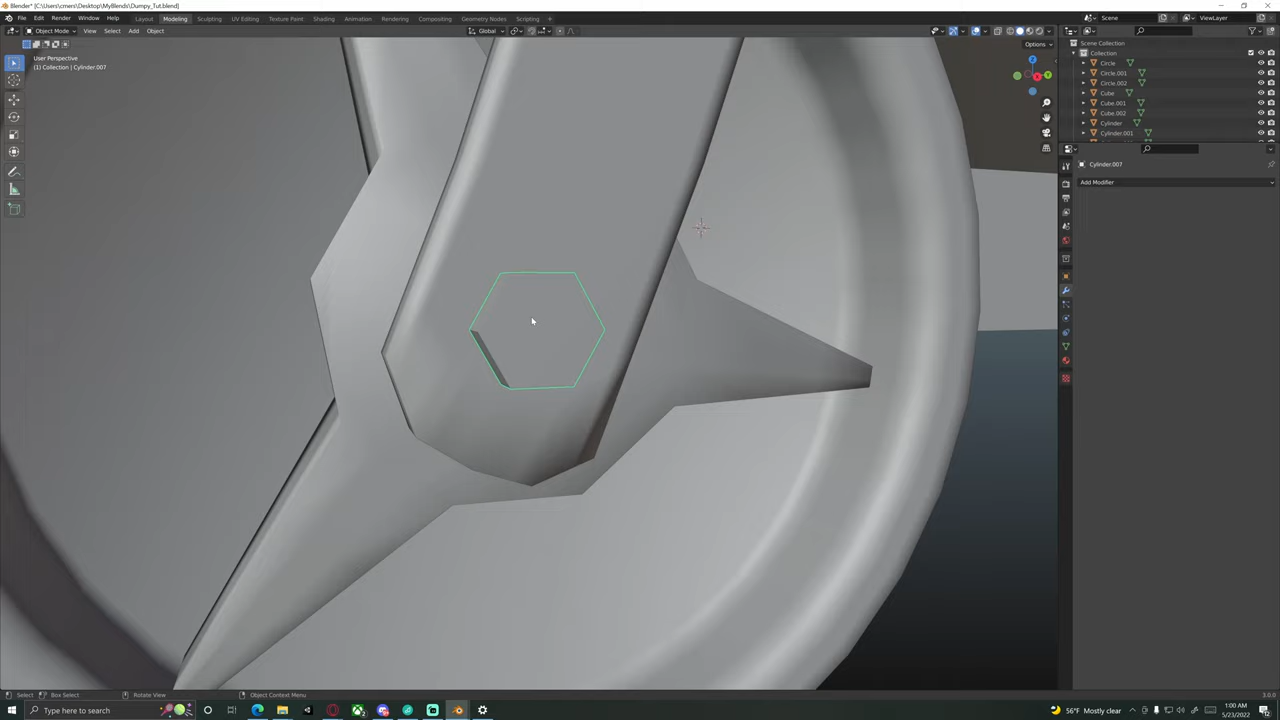 Blender* [C:\Users\cmers\Desktop\MyBlends\Dumpy_Tut.blend]
File Edit Render Window Help Layout Modeling Sculpting UV Editing Texture Paint Shading Animation Rendering Compositing Geometry Nodes Scripting Scene ViewLayer
Object Mode View Select Add Object Global
Options
Scene Collection
User Perspective
(1) Collection | Cylinder.007
Collection
Circle
Circle.001
Circle.002
Cube
Cube.001
Cube.002
Cylinder
Cylinder.001
Cylinder.007
Add Modifier
Select Box Select Rotate View Object Context Menu 3.0.0
Type here to search
56°F Mostly clear
1:00 AM
5/23/2022